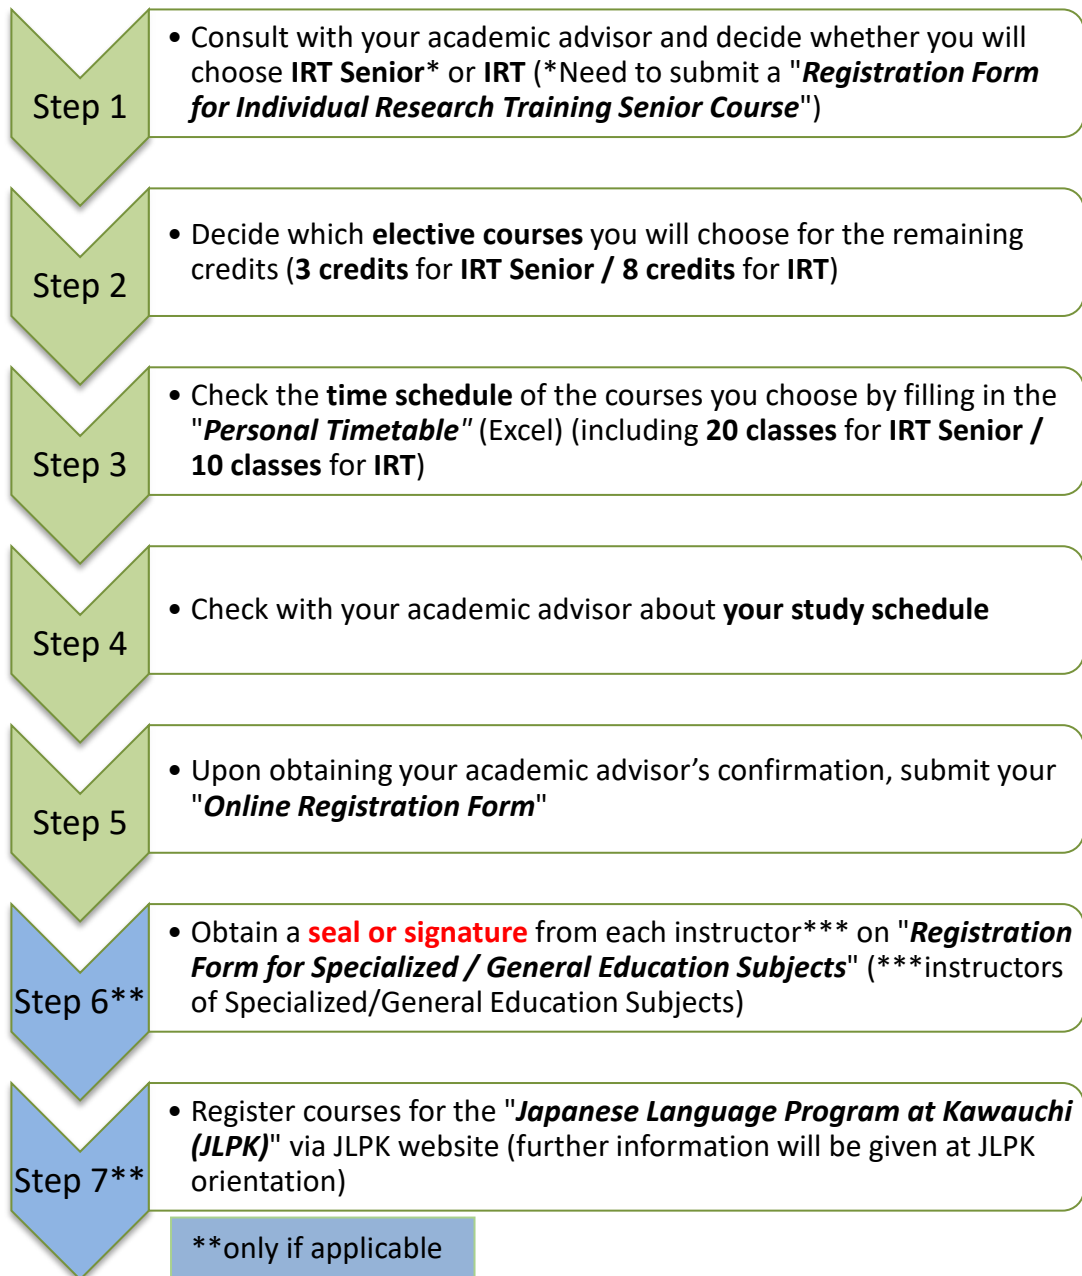 Step 1
• Consult with your academic advisor and decide whether you will
choose IRT Senior* or IRT (*Need to submit a "Registration Form
for Individual Research Training Senior Course")
Step 2
• Decide which elective courses you will choose for the remaining
credits (3 credits for IRT Senior / 8 credits for IRT)
Step 3
• Check the time schedule of the courses you choose by filling in the
"Personal Timetable" (Excel) (including 20 classes for IRT Senior /
10 classes for IRT)
Step 4
• Check with your academic advisor about your study schedule
Step 5
• Upon obtaining your academic advisor’s confirmation, submit your
"Online Registration Form"
Step 6**
• Obtain a seal or signature from each instructor*** on "Registration
Form for Specialized / General Education Subjects" (***instructors
of Specialized/General Education Subjects)
Step 7**
• Register courses for the "Japanese Language Program at Kawauchi
(JLPK)" via JLPK website (further information will be given at JLPK
orientation)
**only if applicable